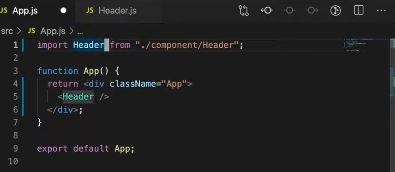 JS App.js
JS Header.js
src > JS App.js > ...
1 import Header from "./component/Header";
2
3 function App() {
4 return <div className="App">
5 <Header />
6 </div>;
7 }
8
9 export default App;
10